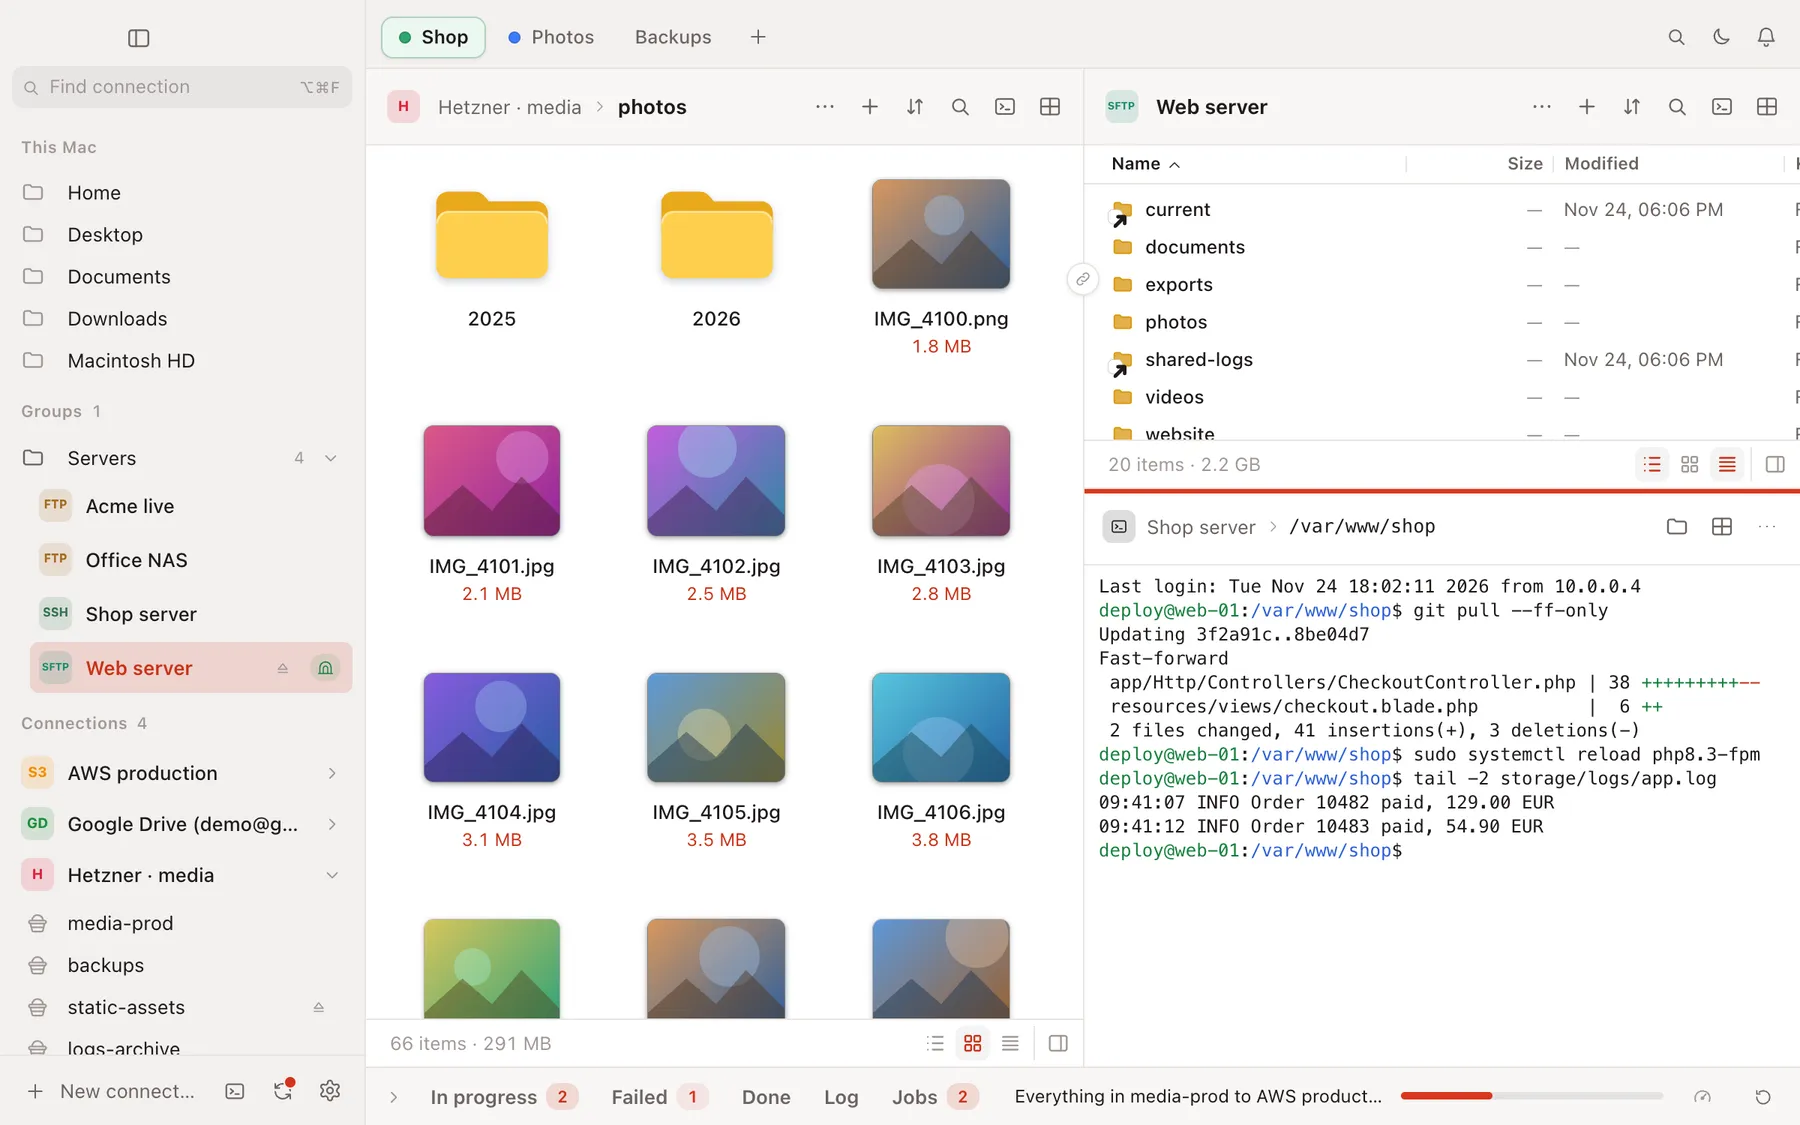 Find connection ⌥⌘F
This Mac
Home
Desktop
Documents
Downloads
Macintosh HD
Groups 1
Servers 4
FTP Acme live
FTP Office NAS
SSH Shop server
SFTP Web server
Connections 4
S3 AWS production
GD Google Drive (demo@g...
H Hetzner · media
media-prod
backups
static-assets
logs-archive
New connect...
Shop
Photos
Backups
H Hetzner · media photos
2025
2026
IMG_4100.png
1.8 MB
IMG_4101.jpg
2.1 MB
IMG_4102.jpg
2.5 MB
IMG_4103.jpg
2.8 MB
IMG_4104.jpg
3.1 MB
IMG_4105.jpg
3.5 MB
IMG_4106.jpg
3.8 MB
66 items · 291 MB
SFTP Web server
Name Size Modified
current — Nov 24, 06:06 PM
documents — —
exports — —
photos — —
shared-logs — Nov 24, 06:06 PM
videos — —
website — —
20 items · 2.2 GB
Shop server /var/www/shop
Last login: Tue Nov 24 18:02:11 2026 from 10.0.0.4
deploy@web-01:/var/www/shop$ git pull --ff-only
Updating 3f2a91c..8be04d7
Fast-forward
app/Http/Controllers/CheckoutController.php | 38 +++++++++--
resources/views/checkout.blade.php | 6 ++
2 files changed, 41 insertions(+), 3 deletions(-)
deploy@web-01:/var/www/shop$ sudo systemctl reload php8.3-fpm
deploy@web-01:/var/www/shop$ tail -2 storage/logs/app.log
09:41:07 INFO Order 10482 paid, 129.00 EUR
09:41:12 INFO Order 10483 paid, 54.90 EUR
deploy@web-01:/var/www/shop$
In progress 2
Failed 1
Done
Log
Jobs 2
Everything in media-prod to AWS product...